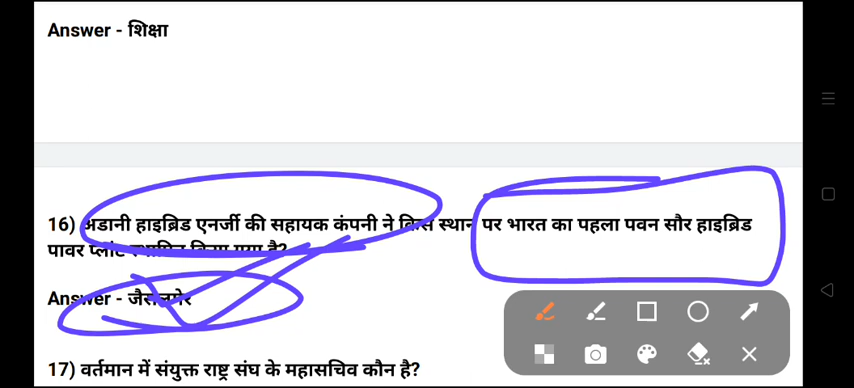 Answer - शिक्षा
16) अडानी हाइब्रिड एनर्जी की सहायक कंपनी ने किस स्थान पर भारत का पहला पवन सौर हाइब्रिड
पावर प्लांट स्थापित किया गया है?
Answer - जैसलमेर
17) वर्तमान में संयुक्त राष्ट्र संघ के महासचिव कौन है?